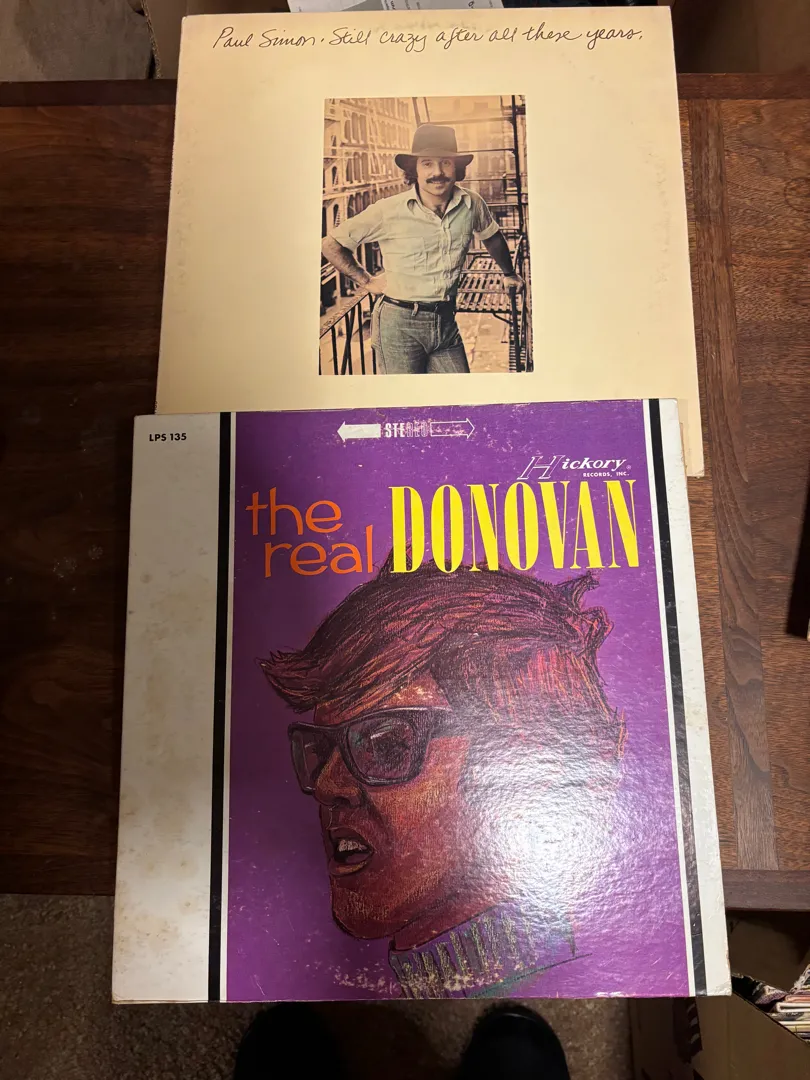 Paul Simon · Still crazy after all these years.
LPS 135
STEREO
Hickory®
RECORDS, INC.
the
real DONOVAN